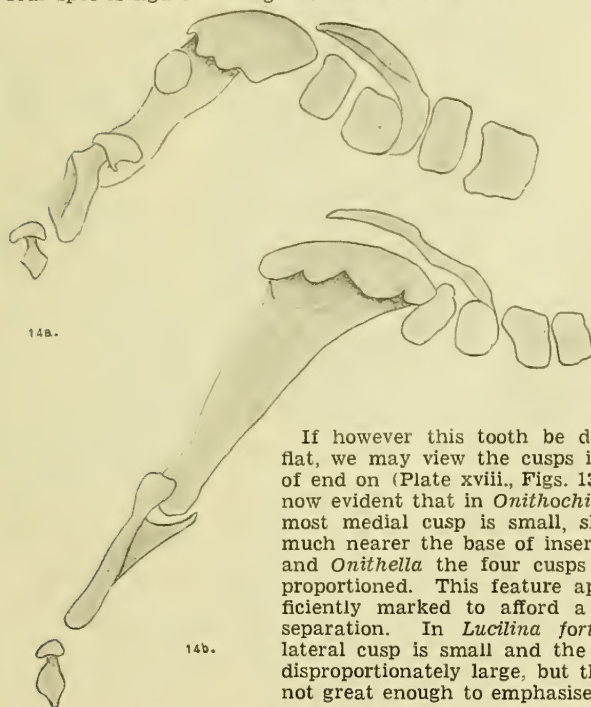 14a.
If however this tooth be d
flat, we may view the cusps i
of end on (Plate xviii., Figs. 13
now evident that in Onithochi
most medial cusp is small, sl
much nearer the base of inser
and Onithella the four cusps
proportioned. This feature ap
ficiently marked to afford a
separation. In Lucilina fort
lateral cusp is small and the
disproportionately large, but th
not great enough to emphasise
14b.